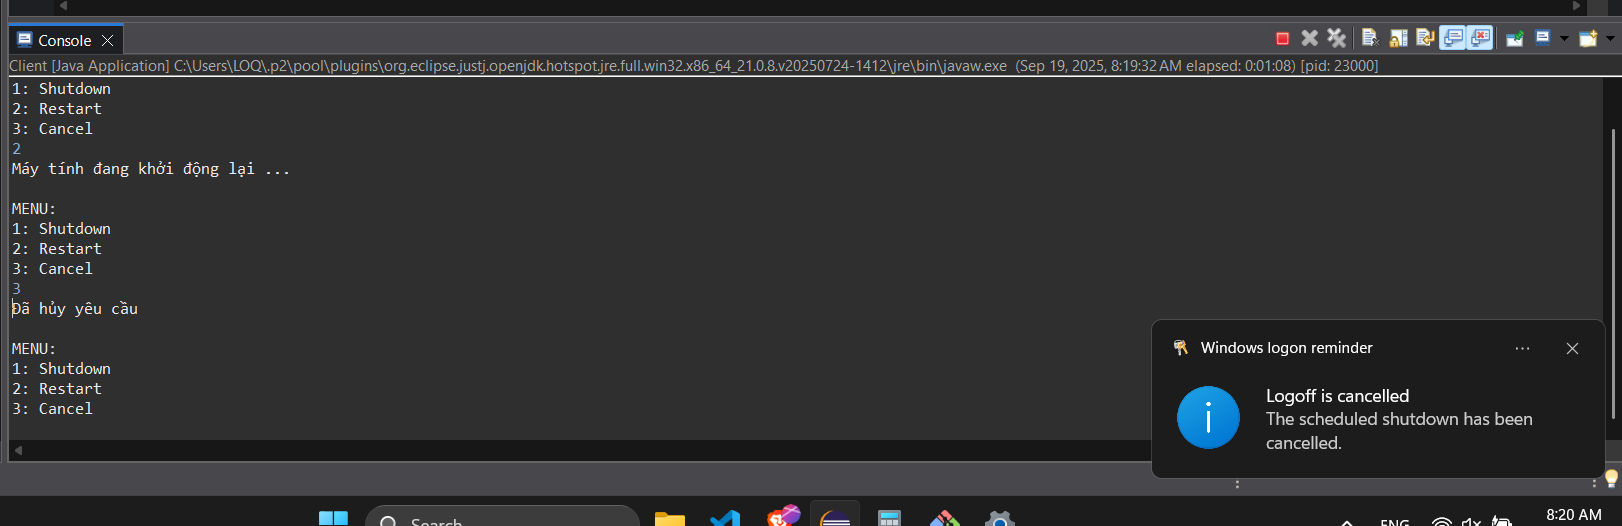 Console
Client [Java Application] C:\Users\LOQ\.p2\pool\plugins\org.eclipse.justj.openjdk.hotspot.jre.full.win32.x86_64_21.0.8.v20250724-1412\jre\bin\javaw.exe (Sep 19, 2025, 8:19:32 AM elapsed: 0:01:08) [pid: 23000]
1: Shutdown
2: Restart
3: Cancel
2
Máy tính đang khởi động lại ...
MENU:
1: Shutdown
2: Restart
3: Cancel
3
Đã hủy yêu cầu
MENU:
1: Shutdown
2: Restart
3: Cancel
Windows logon reminder
Logoff is cancelled
The scheduled shutdown has been
cancelled.
Search
ENG
8:20 AM